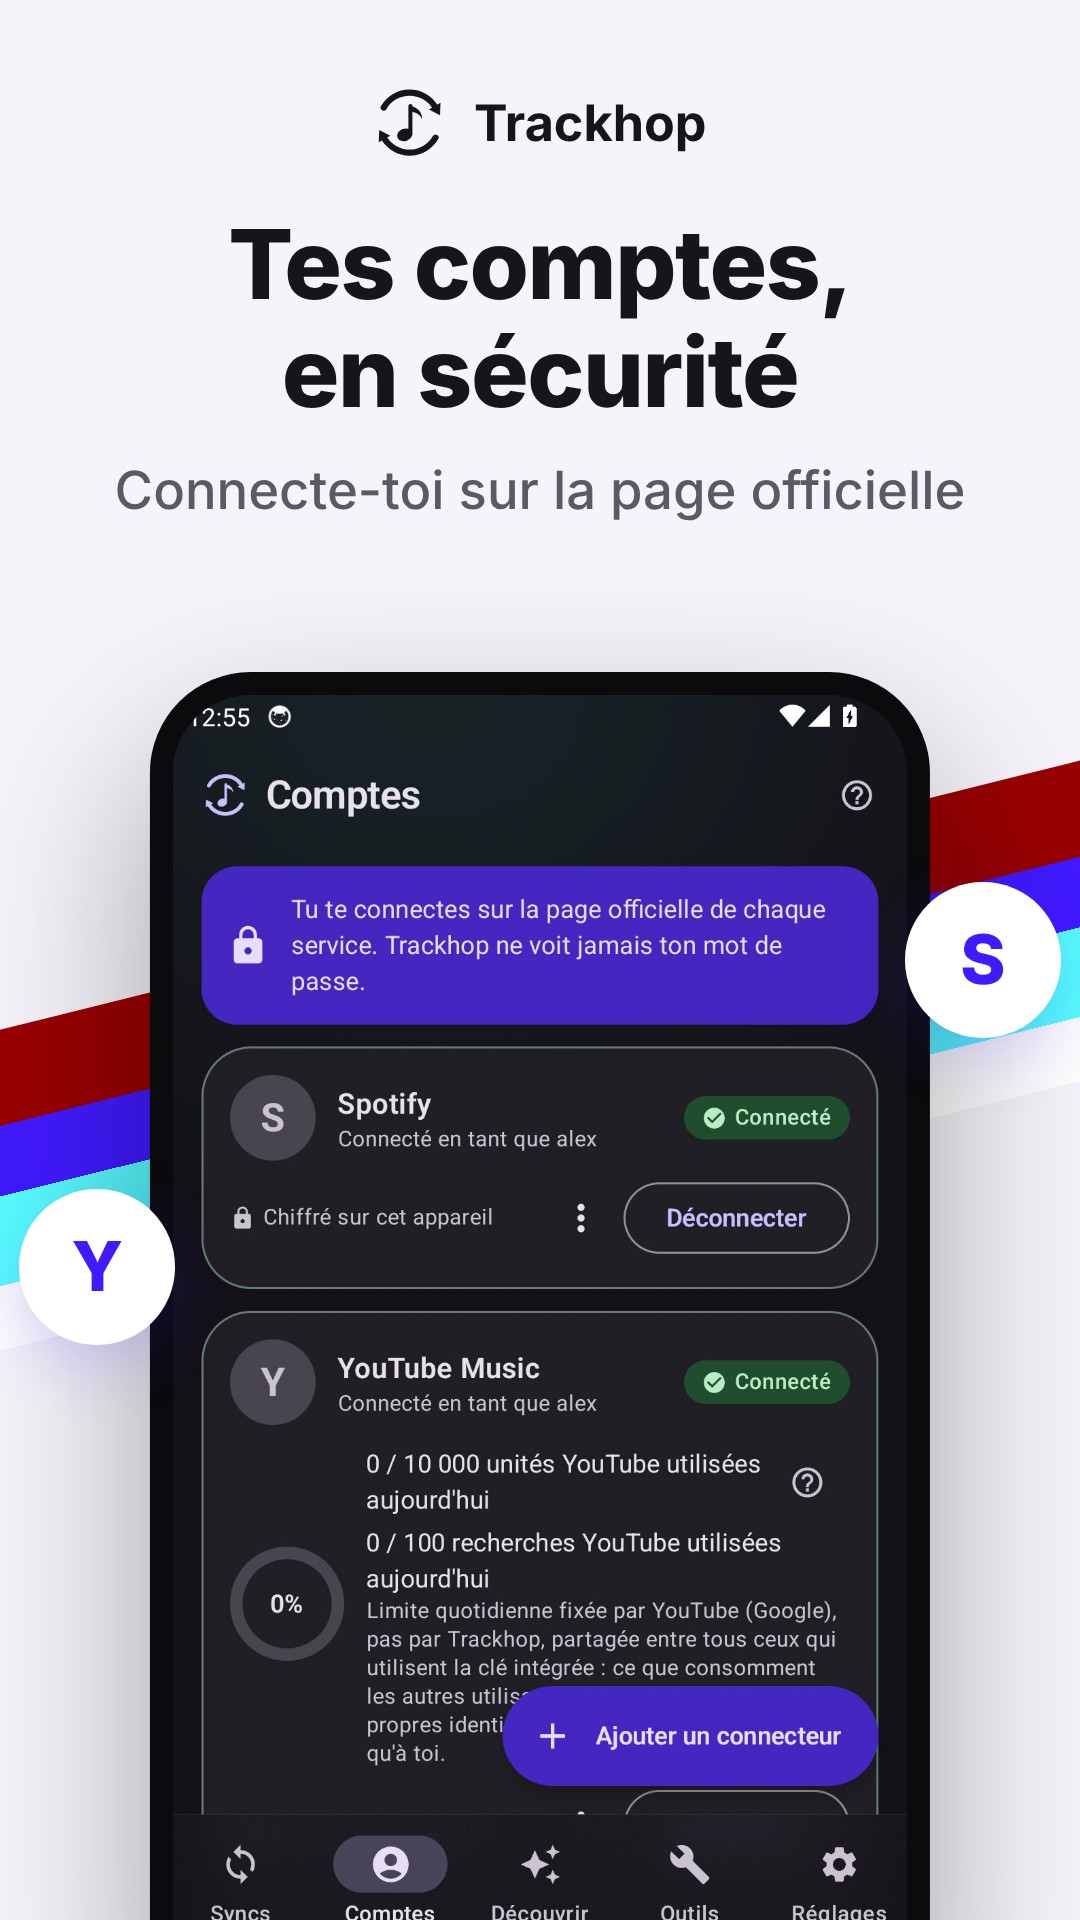 Trackhop
Tes comptes,
en sécurité
Connecte-toi sur la page officielle
12:55
Comptes
Tu te connectes sur la page officielle de chaque
service. Trackhop ne voit jamais ton mot de
passe.
S
S
Spotify
Connecté en tant que alex
Connecté
Chiffré sur cet appareil
Déconnecter
Y
Y
YouTube Music
Connecté en tant que alex
Connecté
0 / 10 000 unités YouTube utilisées
aujourd'hui
0 / 100 recherches YouTube utilisées
aujourd'hui
0%
Limite quotidienne fixée par YouTube (Google),
pas par Trackhop, partagée entre tous ceux qui
utilisent la clé intégrée : ce que consomment
les autres
propres
qu'à toi.
Ajouter un connecteur
Syncs
Comptes
Découvrir
Outils
Réglages